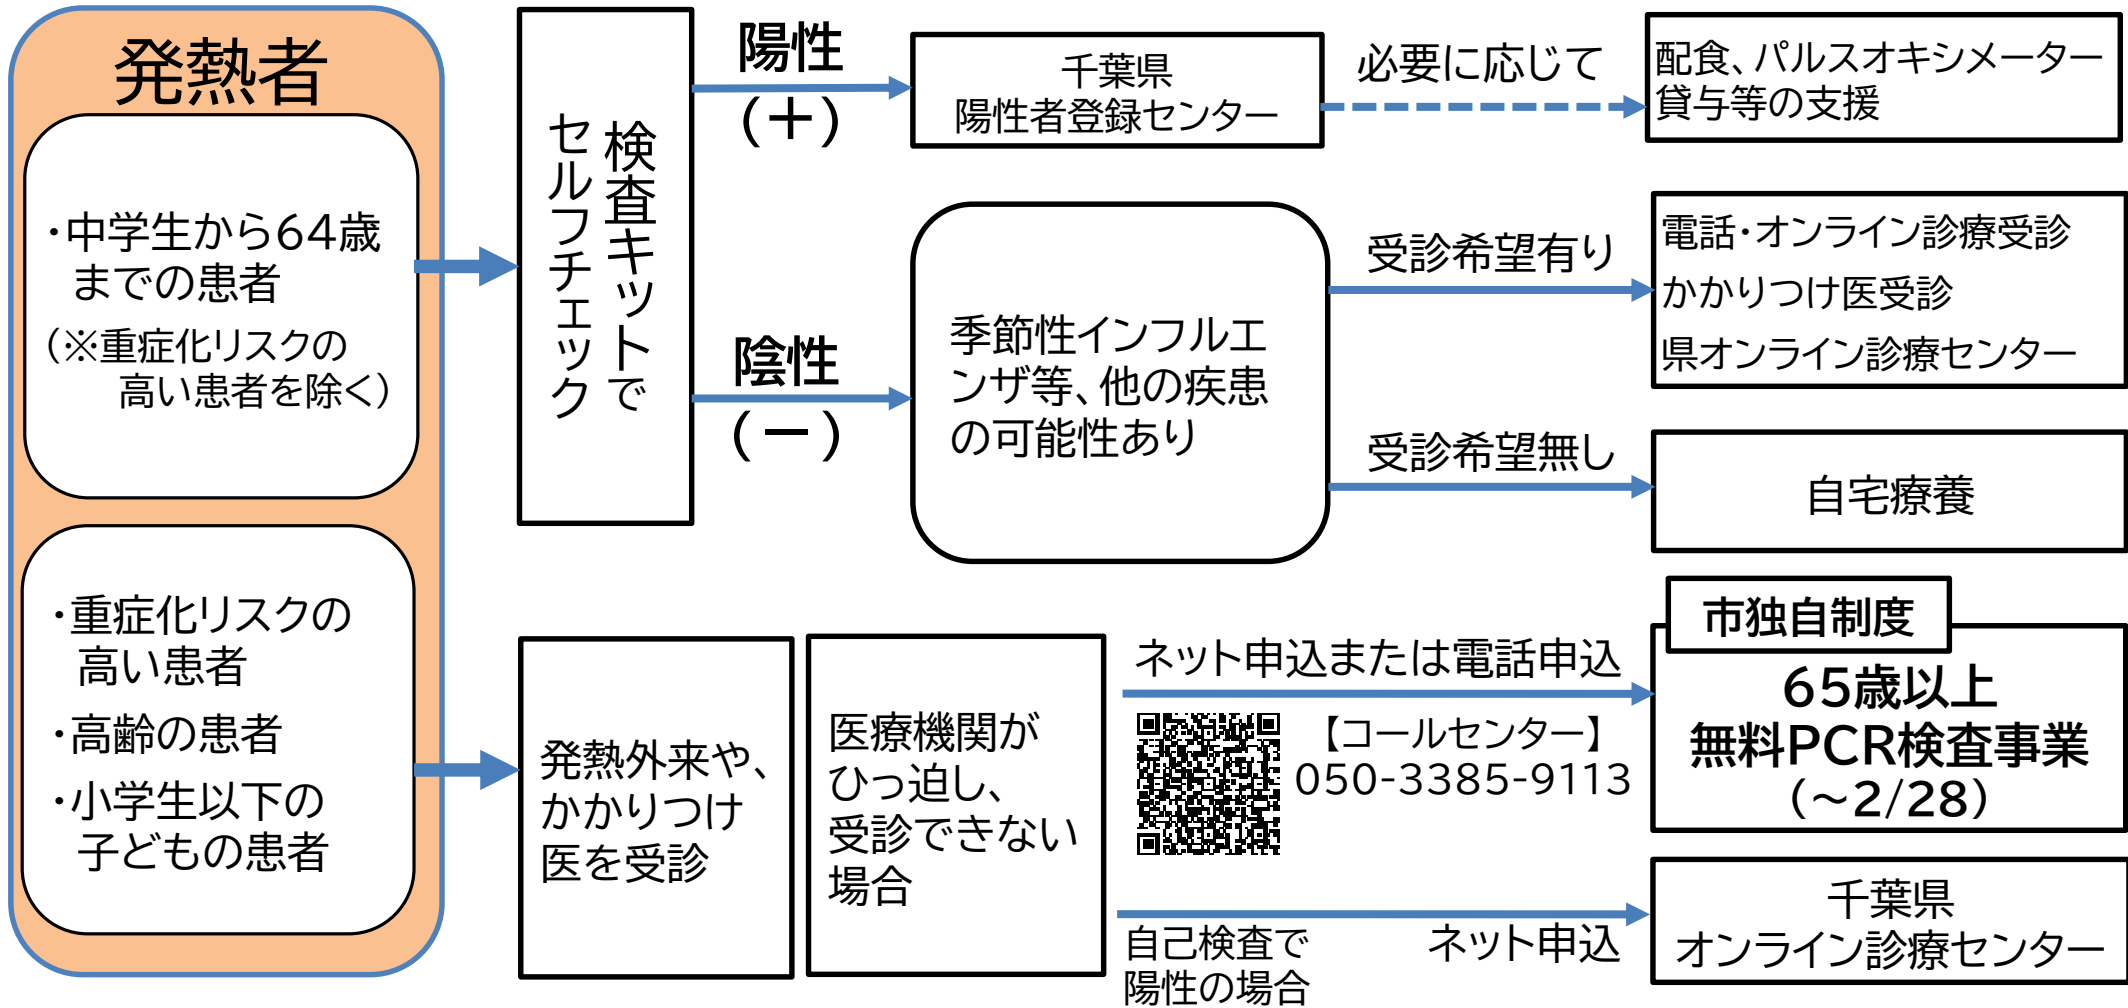 発熱者
・中学生から64歳
までの患者
（※重症化リスクの
高い患者を除く）
・重症化リスクの
高い患者
・高齢の患者
・小学生以下の
子どもの患者
検査キットで
セルフチェック
陽性
（＋）
千葉県
陽性者登録センター
必要に応じて
配食、パルスオキシメーター
貸与等の支援
陰性
（－）
季節性インフルエ
ンザ等、他の疾患
の可能性あり
受診希望有り
電話・オンライン診療受診
かかりつけ医受診
県オンライン診療センター
受診希望無し
自宅療養
発熱外来や、
かかりつけ
医を受診
医療機関が
ひっ迫し、
受診できない
場合
ネット申込または電話申込
【コールセンター】
050-3385-9113
市独自制度
65歳以上
無料PCR検査事業
（～2/28）
自己検査で
陽性の場合
ネット申込
千葉県
オンライン診療センター